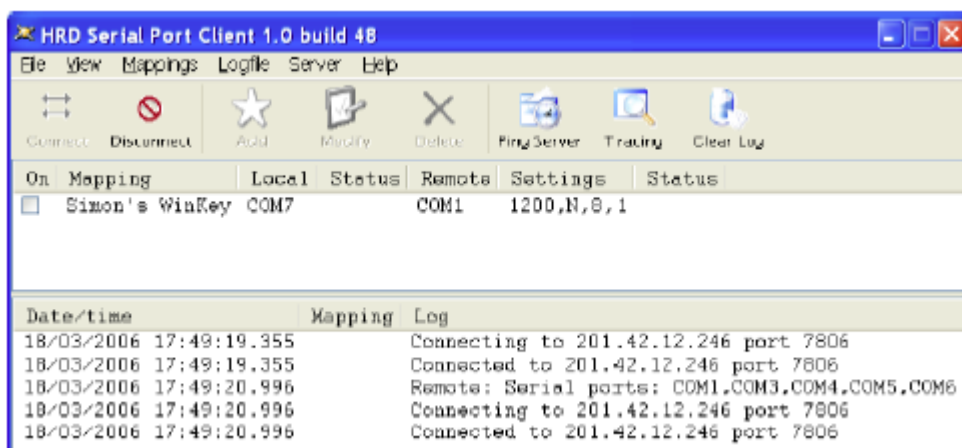 HRD Serial Port Client 1.0 build 48
File View Mappings Logfile Server Help
Connect Disconnect Add Modify Delete Ping Server Tracing Clear Log
On Mapping Local Status Remote Settings Status
Simon's WinKey COM7 COM1 1200,N,8,1
Date/time Mapping Log
18/03/2006 17:49:19.355 Connecting to 201.42.12.246 port 7806
18/03/2006 17:49:19.355 Connected to 201.42.12.246 port 7806
18/03/2006 17:49:20.996 Remote: Serial ports: COM1,COM3,COM4,COM5,COM6
18/03/2006 17:49:20.996 Connecting to 201.42.12.246 port 7806
18/03/2006 17:49:20.996 Connected to 201.42.12.246 port 7806